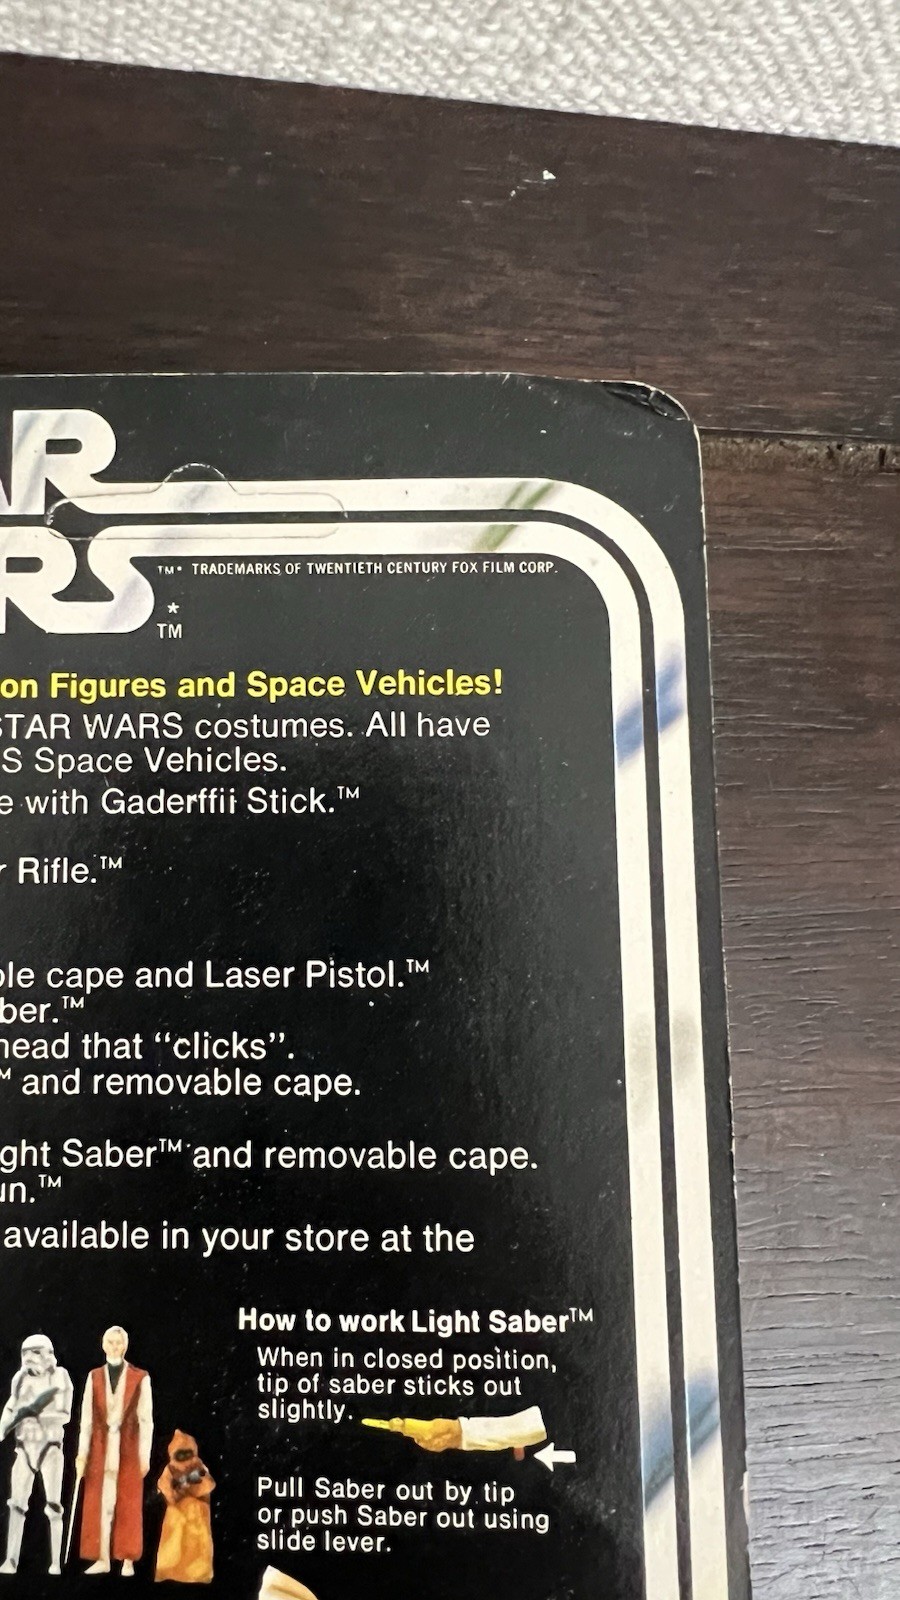 AR
RS
TM* TRADEMARKS OF TWENTIETH CENTURY FOX FILM CORP.
*
TM
on Figures and Space Vehicles!
STAR WARS costumes. All have
S Space Vehicles.
e with Gaderffii Stick.™
r Rifle.™
ble cape and Laser Pistol.™
ber.™
head that “clicks”.
™ and removable cape.
ght Saber™ and removable cape.
un.™
available in your store at the
How to work Light Saber™
When in closed position,
tip of saber sticks out
slightly.
Pull Saber out by tip
or push Saber out using
slide lever.